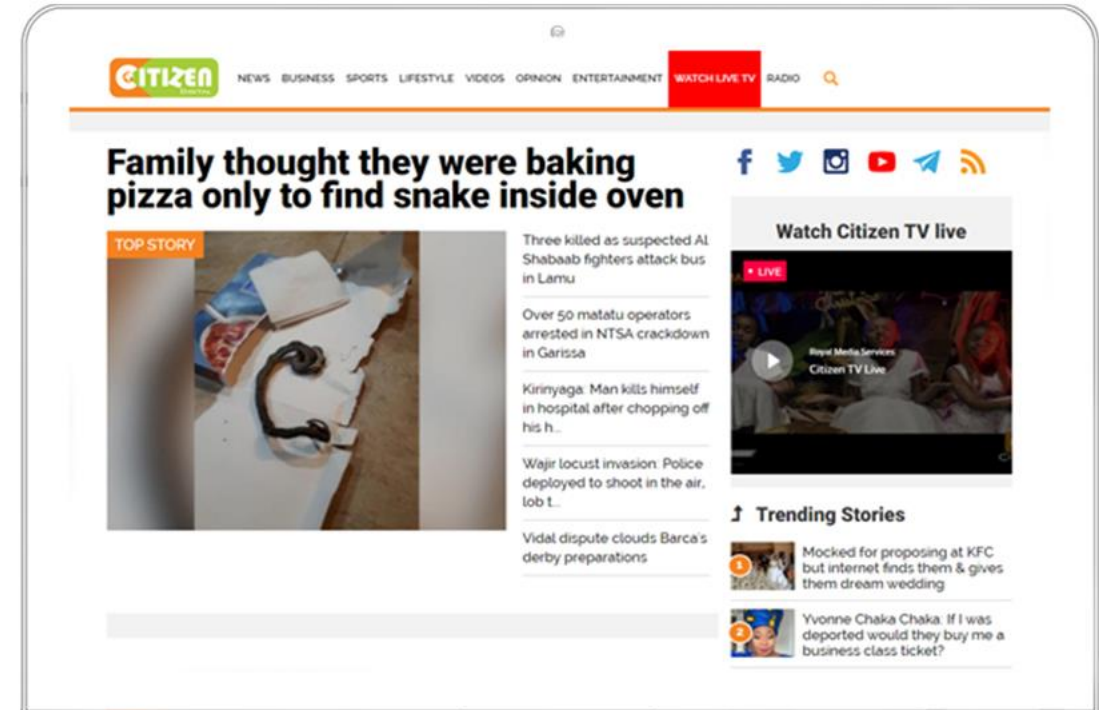 CITIZEN
DIGITAL
NEWS BUSINESS SPORTS LIFESTYLE VIDEOS OPINION ENTERTAINMENT WATCH LIVE TV RADIO
Family thought they were baking
pizza only to find snake inside oven
TOP STORY
Three killed as suspected Al
Shabaab fighters attack bus
in Lamu
Over 50 matatu operators
arrested in NTSA crackdown
in Garissa
Kirinyaga: Man kills himself
in hospital after chopping off
his h...
Wajir locust invasion: Police
deployed to shoot in the air,
lob t...
Vidal dispute clouds Barca's
derby preparations
Watch Citizen TV live
• LIVE
Royal Media Services
Citizen TV Live
Trending Stories
1
Mocked for proposing at KFC
but internet finds them & gives
them dream wedding
2
Yvonne Chaka Chaka: If I was
deported would they buy me a
business class ticket?